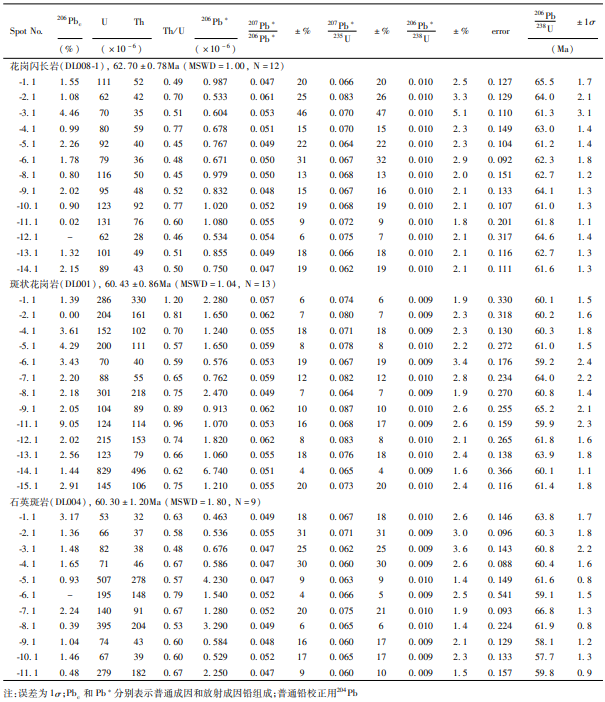 Spot No. ²⁰⁶Pbc (%) U Th (×10⁻⁶) Th/U ²⁰⁶Pb* (×10⁻⁶) ²⁰⁷Pb*/²⁰⁶Pb* ±% ²⁰⁷Pb*/²³⁵U ±% ²⁰⁶Pb*/²³⁸U ±% error ²⁰⁶Pb/²³⁸U ±1σ (Ma)
花岗闪长岩(DL008-1), 62.70±0.78Ma (MSWD=1.00, N=12)
-1.1 1.55 111 52 0.49 0.987 0.047 20 0.066 20 0.010 2.5 0.127 65.5 1.7
-2.1 1.08 62 42 0.70 0.533 0.061 25 0.083 26 0.010 3.3 0.129 64.0 2.1
-3.1 4.46 70 35 0.51 0.604 0.053 46 0.070 47 0.010 5.1 0.110 61.3 3.1
-4.1 0.99 80 59 0.77 0.678 0.051 15 0.070 15 0.010 2.3 0.149 63.0 1.4
-5.1 2.26 92 40 0.45 0.767 0.049 22 0.064 22 0.010 2.3 0.104 61.2 1.4
-6.1 1.78 79 36 0.48 0.671 0.050 31 0.067 32 0.010 2.9 0.092 62.3 1.8
-8.1 0.80 116 50 0.45 0.979 0.050 13 0.068 13 0.010 2.0 0.151 62.7 1.2
-9.1 2.02 95 48 0.52 0.832 0.048 15 0.067 16 0.010 2.1 0.133 64.1 1.3
-10.1 0.90 123 92 0.77 1.020 0.052 19 0.068 19 0.010 2.1 0.107 61.0 1.3
-11.1 0.02 131 76 0.60 1.080 0.055 9 0.072 9 0.010 1.8 0.201 61.8 1.1
-12.1 - 62 28 0.46 0.534 0.054 6 0.075 7 0.010 2.1 0.317 64.6 1.4
-13.1 1.32 101 49 0.51 0.855 0.049 18 0.066 18 0.010 2.1 0.116 62.7 1.3
-14.1 2.15 89 43 0.50 0.750 0.047 19 0.062 19 0.010 2.1 0.111 61.6 1.3
斑状花岗岩(DL001), 60.43±0.86Ma (MSWD=1.04, N=13)
-1.1 1.39 286 330 1.20 2.280 0.057 6 0.074 6 0.009 1.9 0.330 60.1 1.5
-2.1 0.00 204 161 0.81 1.650 0.062 7 0.080 7 0.009 2.3 0.318 60.2 1.6
-4.1 3.61 152 102 0.70 1.240 0.055 18 0.071 18 0.009 2.3 0.130 60.3 1.8
-5.1 4.29 200 111 0.57 1.650 0.059 8 0.078 8 0.010 2.2 0.272 61.0 1.5
-6.1 3.43 70 40 0.59 0.576 0.053 19 0.067 19 0.009 3.4 0.176 59.2 2.4
-7.1 2.20 88 55 0.65 0.762 0.059 12 0.082 12 0.010 2.8 0.234 64.0 2.2
-8.1 2.18 301 218 0.75 2.470 0.049 7 0.064 7 0.009 1.9 0.270 60.8 1.4
-9.1 2.05 104 89 0.89 0.913 0.062 10 0.087 10 0.010 2.6 0.255 65.2 2.1
-11.1 9.05 124 114 0.96 1.070 0.053 16 0.068 17 0.009 2.6 0.159 59.9 2.3
-12.1 2.02 215 153 0.74 1.820 0.062 8 0.083 8 0.010 2.1 0.265 61.8 1.6
-13.1 2.56 123 79 0.66 1.060 0.055 18 0.076 18 0.010 2.4 0.138 63.9 1.8
-14.1 1.44 829 496 0.62 6.740 0.051 4 0.065 4 0.009 1.6 0.366 60.1 1.1
-15.1 2.91 145 106 0.75 1.210 0.055 20 0.073 20 0.010 2.4 0.116 61.4 1.8
石英斑岩(DL004), 60.30±1.20Ma (MSWD=1.80, N=9)
-1.1 3.17 53 32 0.63 0.463 0.049 18 0.067 18 0.010 2.6 0.146 63.8 1.7
-2.1 1.36 66 37 0.58 0.536 0.055 31 0.071 31 0.009 3.0 0.096 60.3 1.8
-3.1 1.48 82 38 0.48 0.676 0.047 25 0.062 25 0.009 3.6 0.143 60.8 2.2
-4.1 1.65 71 46 0.67 0.586 0.047 30 0.060 30 0.009 2.6 0.088 60.4 1.6
-5.1 0.93 507 278 0.57 4.230 0.047 9 0.063 9 0.010 1.4 0.149 61.6 0.8
-6.1 - 195 148 0.79 1.540 0.052 4 0.066 5 0.009 2.5 0.541 59.1 1.5
-7.1 2.24 140 91 0.67 1.280 0.052 20 0.075 21 0.010 1.9 0.093 66.8 1.3
-8.1 0.39 395 204 0.53 3.290 0.049 6 0.065 6 0.010 1.4 0.224 61.9 0.8
-9.1 1.04 74 43 0.60 0.584 0.048 16 0.060 17 0.009 2.1 0.129 58.1 1.2
-10.1 1.46 67 39 0.60 0.529 0.052 17 0.065 17 0.009 2.3 0.133 57.7 1.3
-11.1 0.48 279 182 0.67 2.250 0.047 9 0.060 10 0.009 1.5 0.157 59.8 0.9
注:误差为1σ;Pbc 和 Pb* 分别表示普通成因和放射成因铅组成;普通铅校正用²⁰⁴Pb